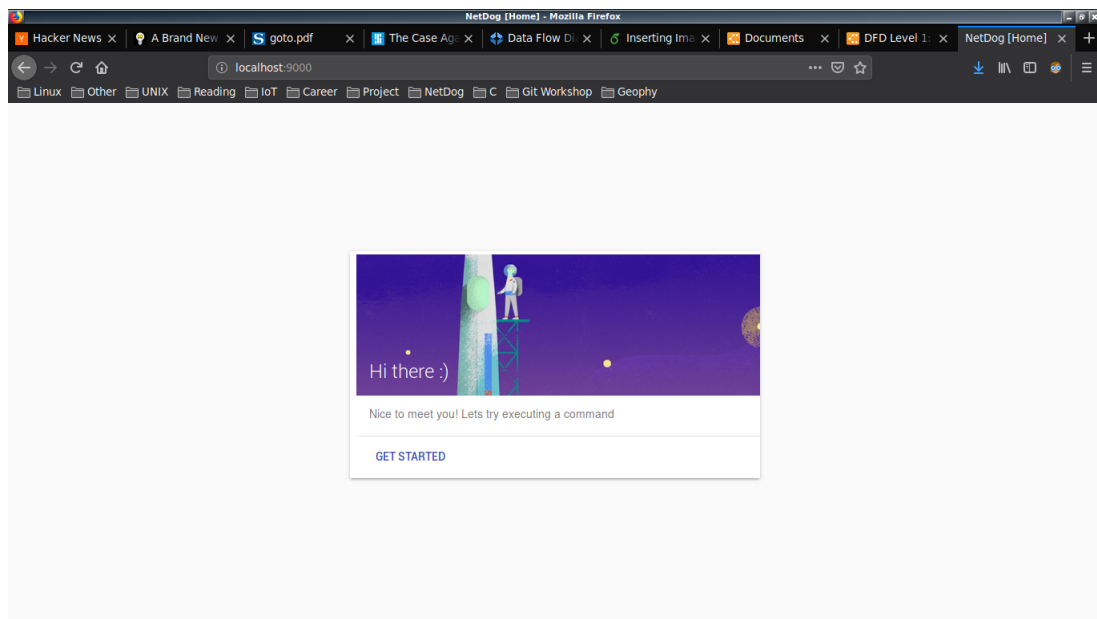 NetDog [Home] - Mozilla Firefox
Hacker News A Brand New goto.pdf The Case Aga Data Flow Di Inserting Ima Documents DFD Level 1: NetDog [Home]
localhost:9000
Linux Other UNIX Reading IoT Career Project NetDog C Git Workshop Geophy
Hi there :)
Nice to meet you! Lets try executing a command
GET STARTED